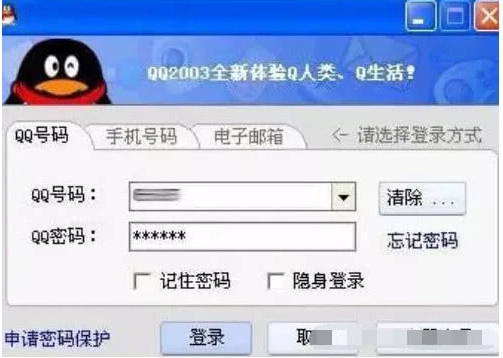 QQ2003全新体验Q人类、Q生活!
QQ号码 手机号码 电子邮箱 <- 请选择登录方式
QQ号码: 清除 ...
QQ密码: ****** 忘记密码
记住密码 隐身登录
申请密码保护 登录 取